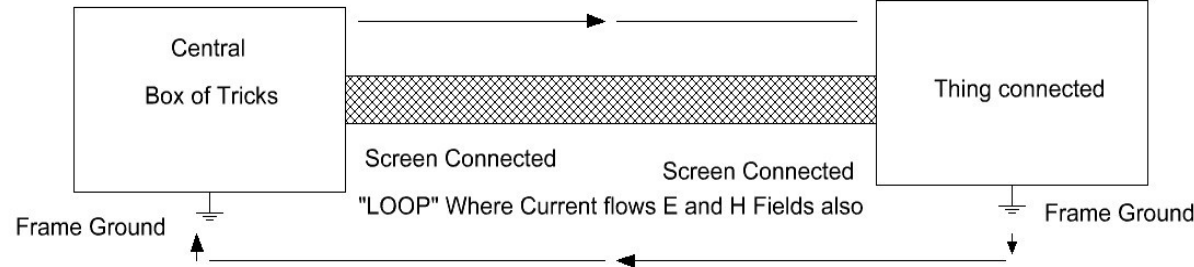 Central
Box of Tricks
Thing connected
Screen Connected
Screen Connected
"LOOP" Where Current flows E and H Fields also
Frame Ground
Frame Ground